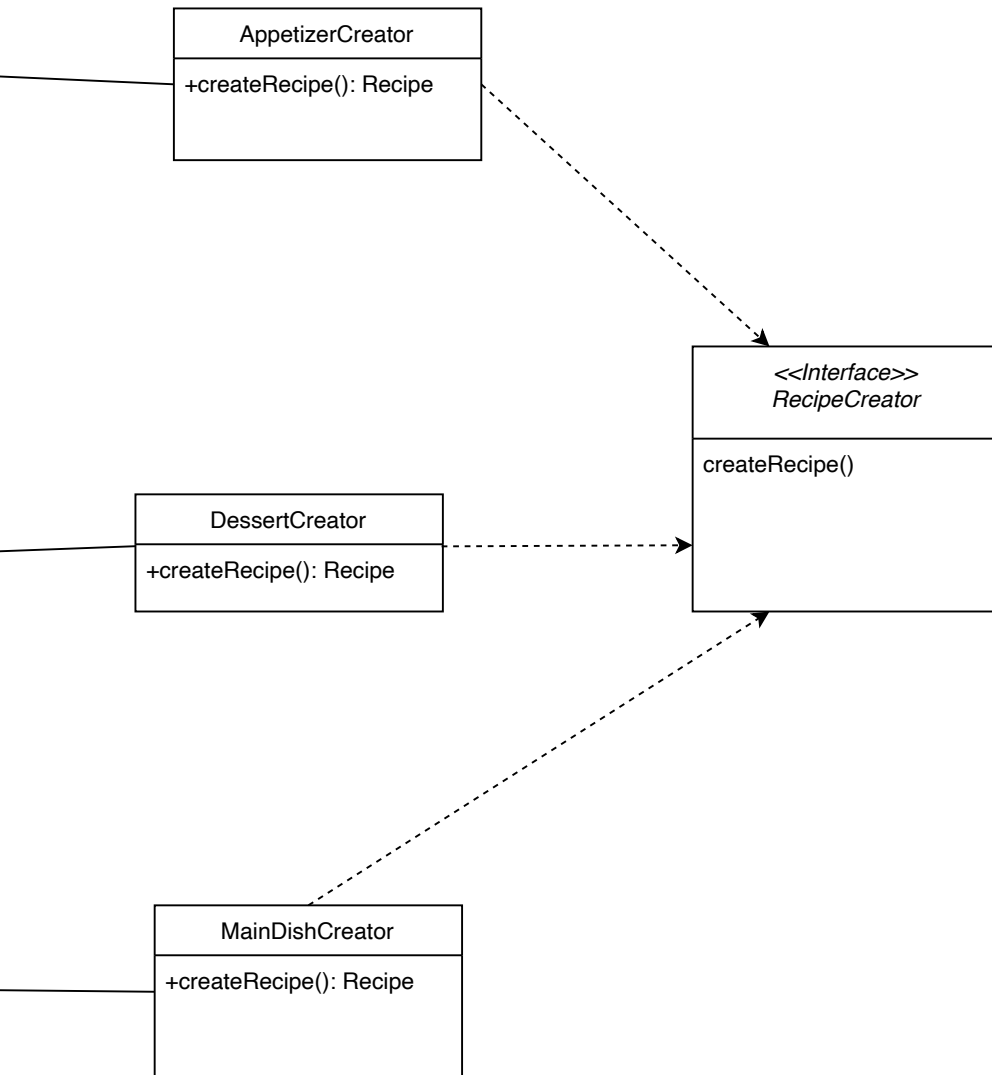 AppetizerCreator
+createRecipe(): Recipe
<<Interface>>
RecipeCreator
createRecipe()
DessertCreator
+createRecipe(): Recipe
MainDishCreator
+createRecipe(): Recipe